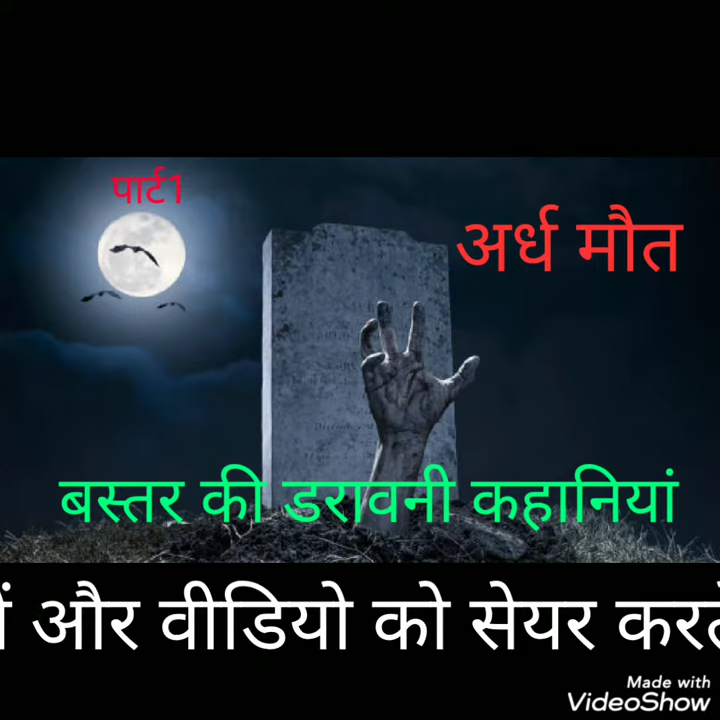 पार्ट1
अर्ध मौत
बस्तर की डरावनी कहानियां
और वीडियो को सेयर
Made with
VideoShow